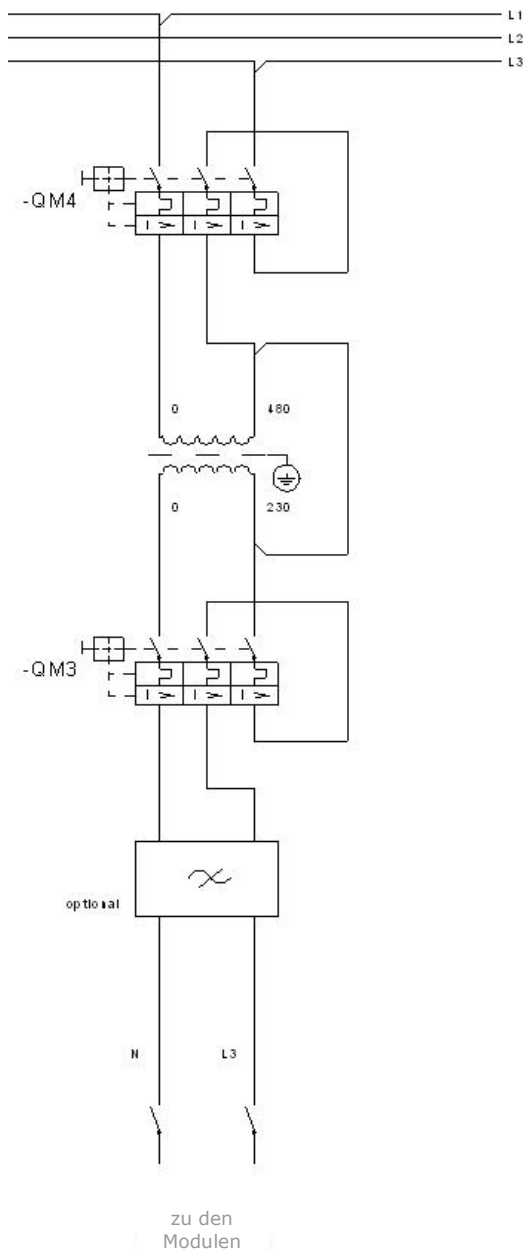 L1
L2
L3
-QM4
I > I > I >
0 480
0 230
-QM3
I > I > I >
optional
N L3
zu den
Modulen